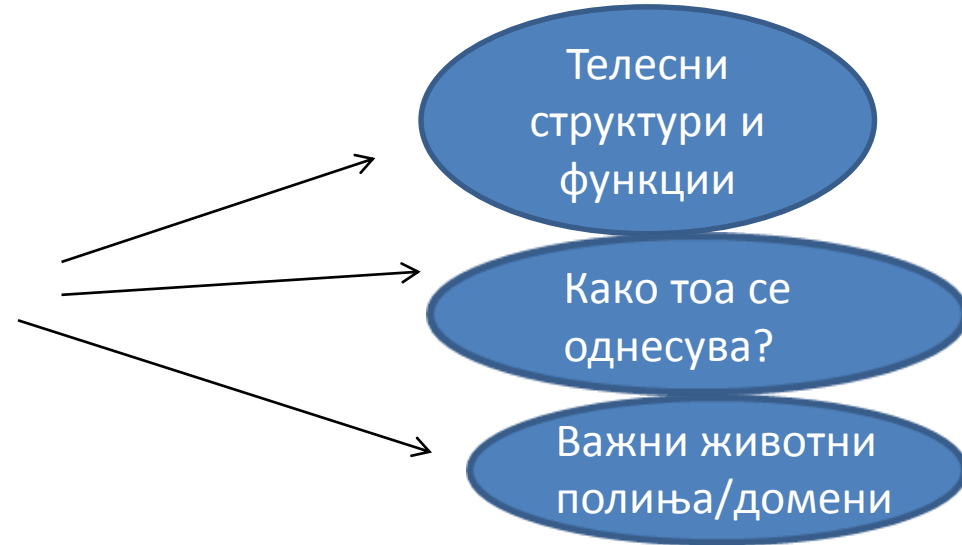 Телесни
структури и
функции
Како тоа се
однесува?
Важни животни
полиња/домени